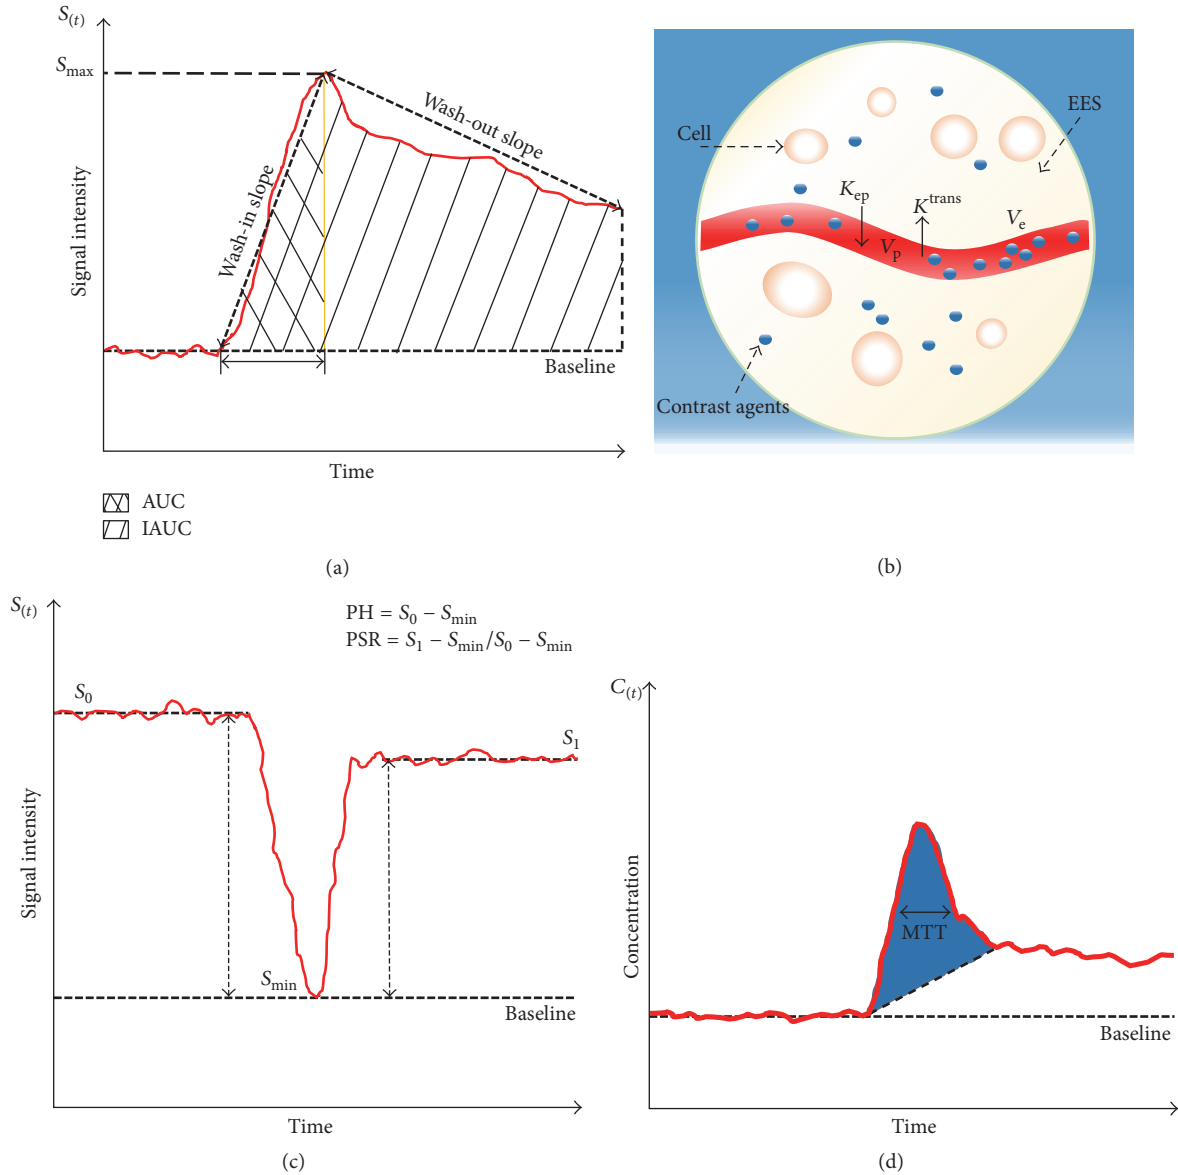 S(t)
Smax
Signal intensity
Wash-in slope
Wash-out slope
Baseline
Time
AUC
IAUC
(a)
Cell
EES
Kep
Ktrans
Ve
Vp
Contrast agents
(b)
S(t)
PH = S0 − Smin
PSR = S1 − Smin/S0 − Smin
S0
S1
Signal intensity
Smin
Baseline
Time
(c)
C(t)
Concentration
MTT
Baseline
Time
(d)